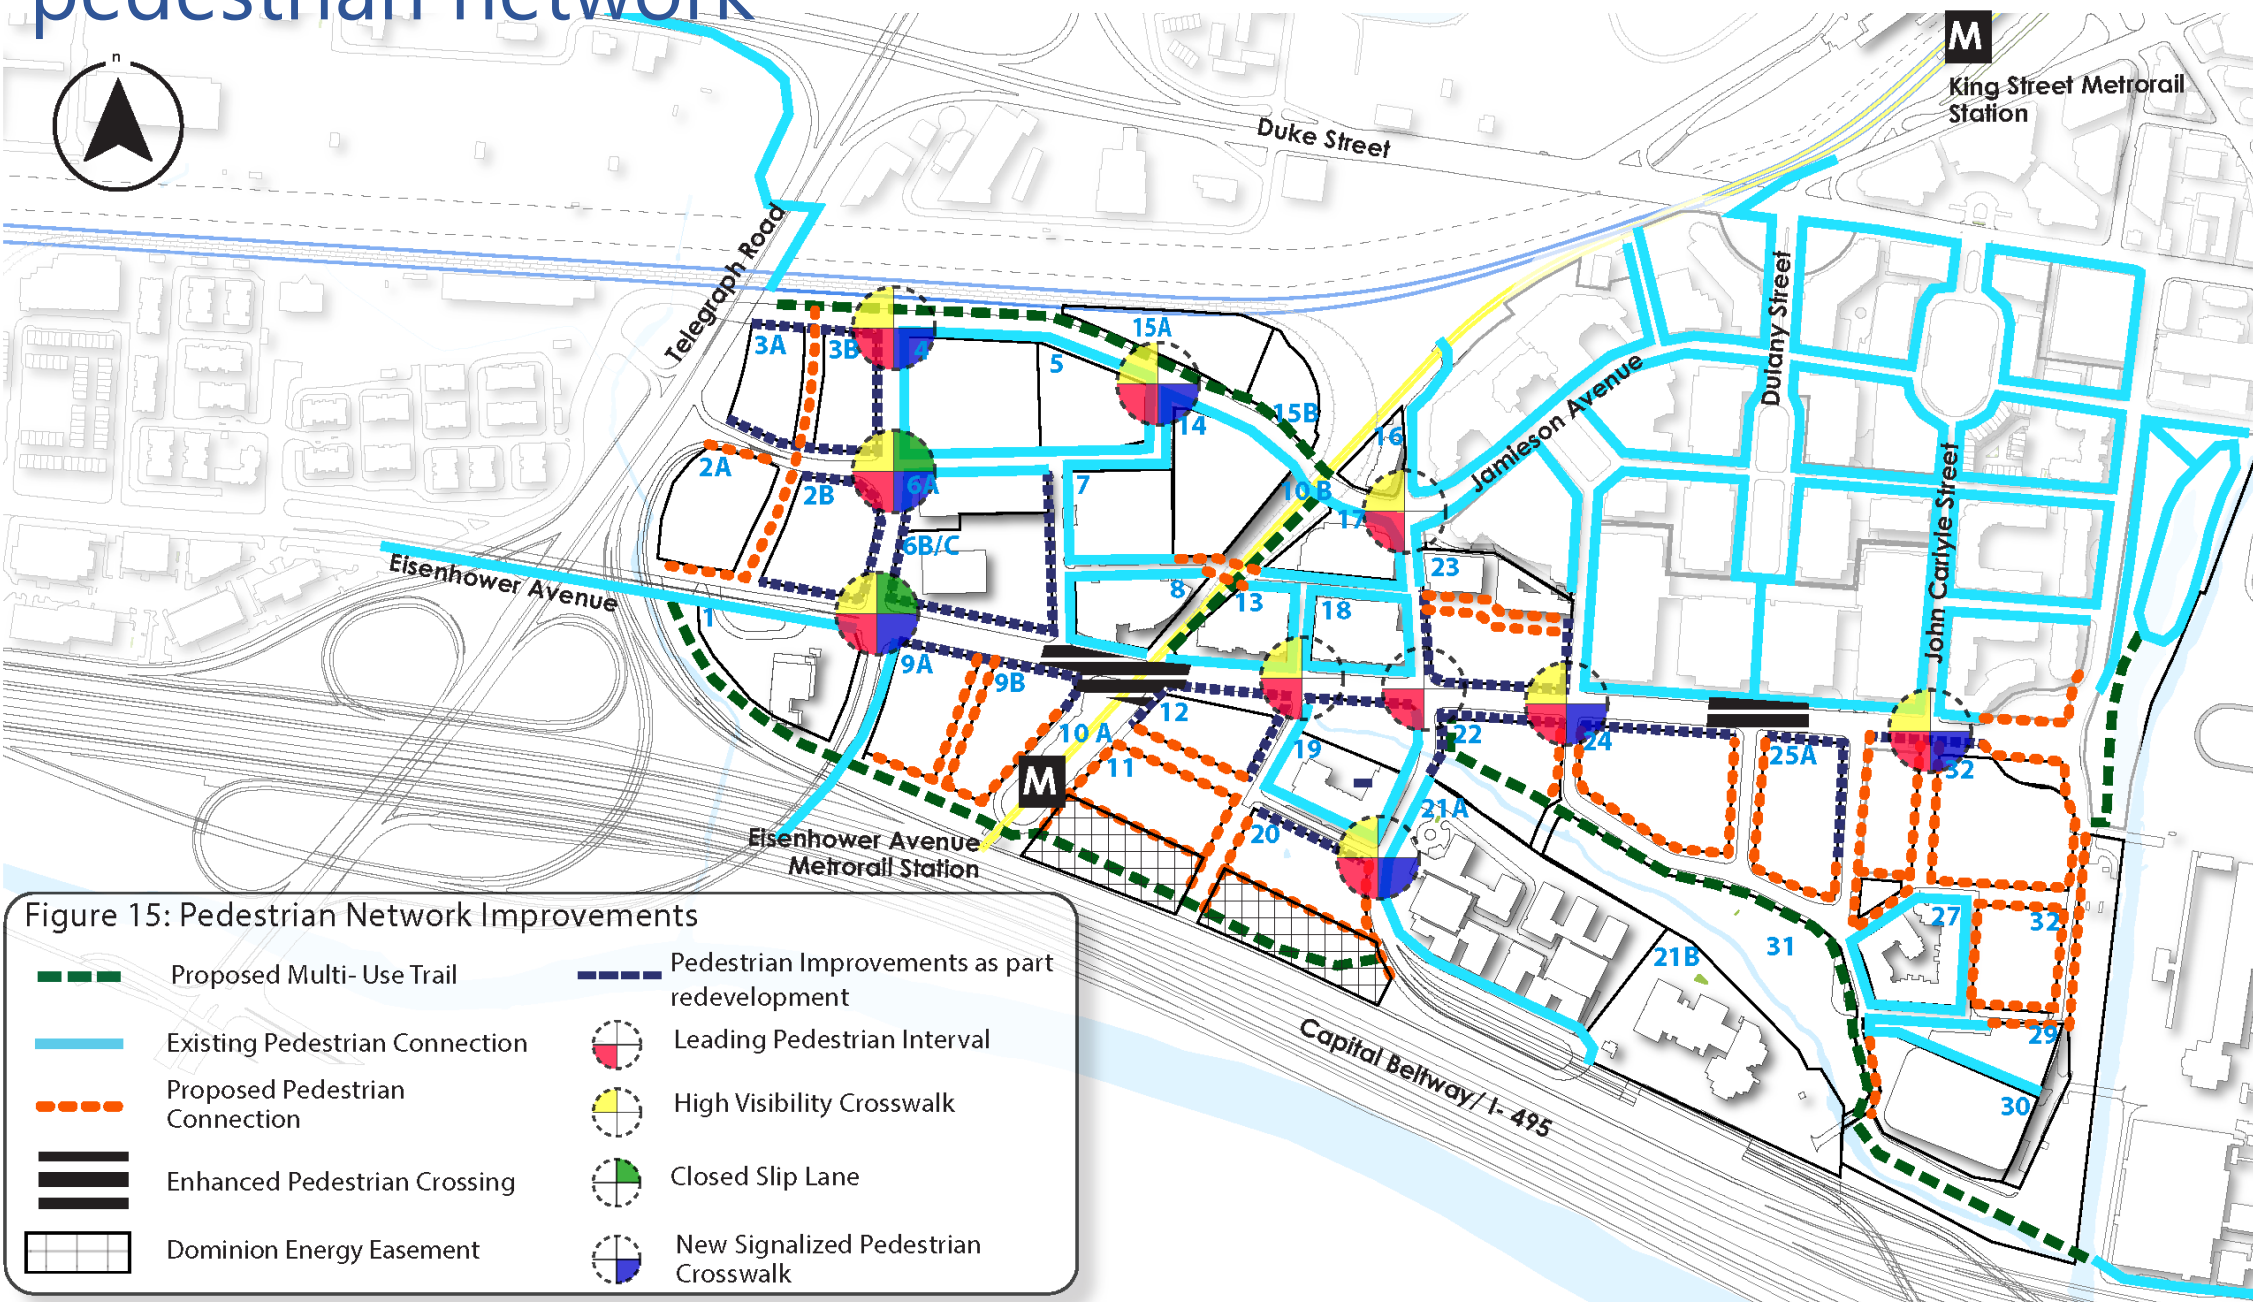 pedestrian network
n
M
King Street Metrorail
Station
Duke Street
Telegraph Road
Dulany Street
Jamieson Avenue
John Carlyle Street
Eisenhower Avenue
15A
3A
3B
4
5
14
15B
16
2A
2B
6A
7
10 B
17
6B/C
23
8
13
18
1
9A
9B
12
10 A
11
19
22
24
25A
32
M
21A
20
Eisenhower Avenue
Metrorail Station
27
32
31
21B
29
30
Capital Beltway/ I- 495
Figure 15: Pedestrian Network Improvements
Proposed Multi- Use Trail
Existing Pedestrian Connection
Proposed Pedestrian
Connection
Enhanced Pedestrian Crossing
Dominion Energy Easement
Pedestrian Improvements as part
redevelopment
Leading Pedestrian Interval
High Visibility Crosswalk
Closed Slip Lane
New Signalized Pedestrian
Crosswalk